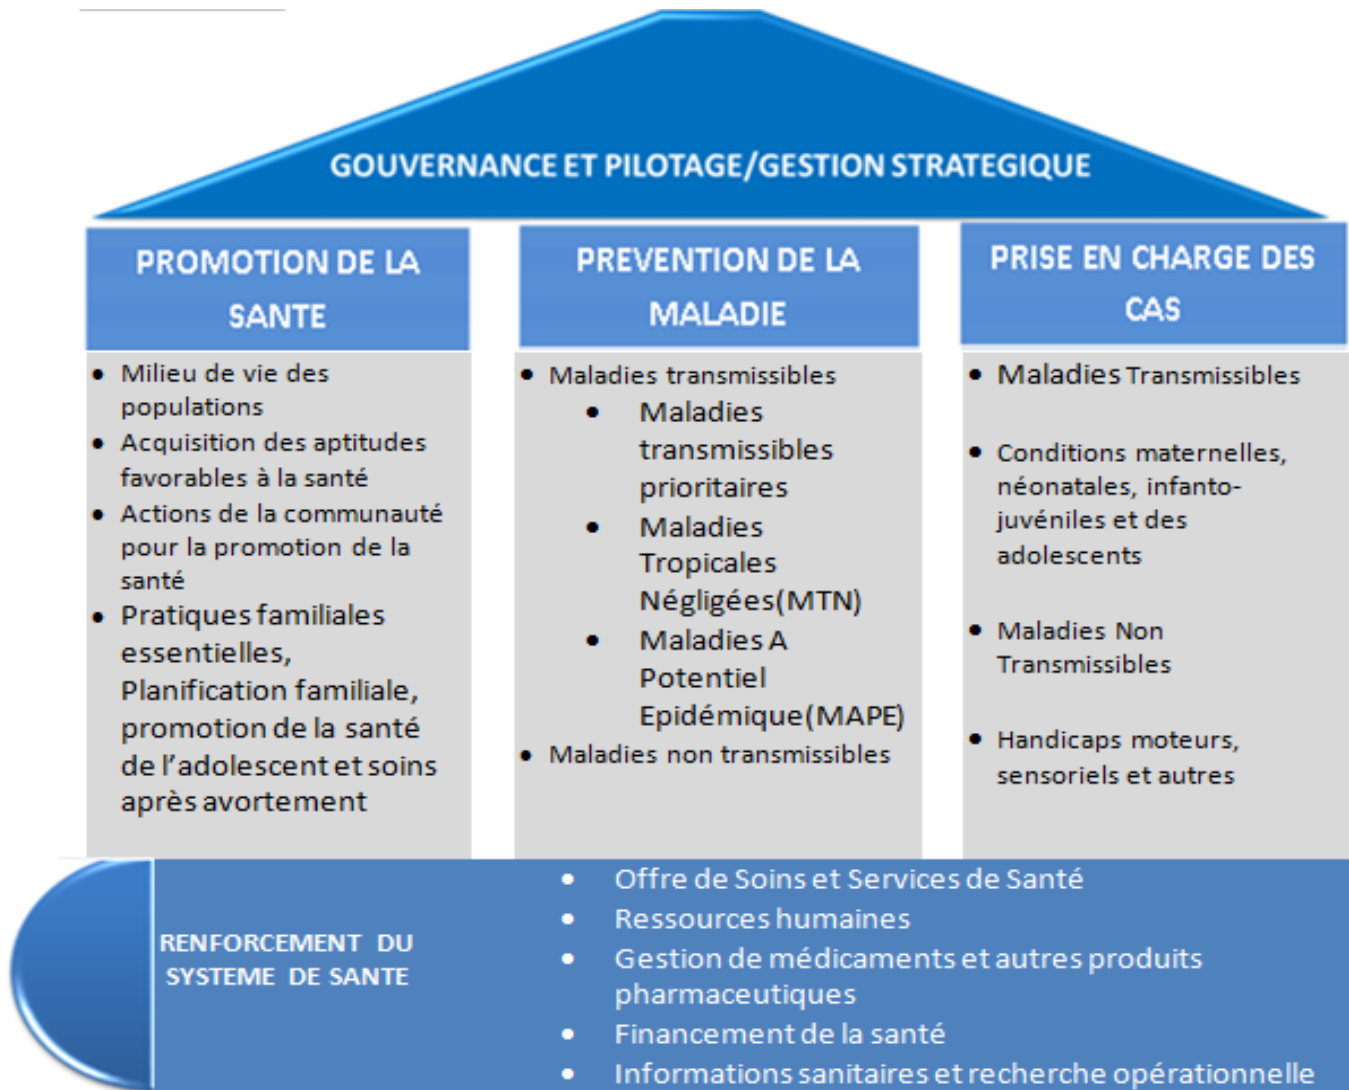 GOUVERNANCE ET PILOTAGE/GESTION STRATEGIQUE
PROMOTION DE LA
SANTE
• Milieu de vie des
populations
• Acquisition des aptitudes
favorables à la santé
• Actions de la communauté
pour la promotion de la
santé
• Pratiques familiales
essentielles,
Planification familiale,
promotion de la santé
de l'adolescent et soins
après avortement
PREVENTION DE LA
MALADIE
• Maladies transmissibles
• Maladies
transmissibles
prioritaires
• Maladies
Tropicales
Négligées(MTN)
• Maladies A
Potentiel
Epidémique(MAPE)
• Maladies non transmissibles
PRISE EN CHARGE DES
CAS
• Maladies Transmissibles
• Conditions maternelles,
néonatales, infanto-
juvéniles et des
adolescents
• Maladies Non
Transmissibles
• Handicaps moteurs,
sensoriels et autres
RENFORCEMENT DU
SYSTEME DE SANTE
• Offre de Soins et Services de Santé
• Ressources humaines
• Gestion de médicaments et autres produits
pharmaceutiques
• Financement de la santé
• Informations sanitaires et recherche opérationnelle